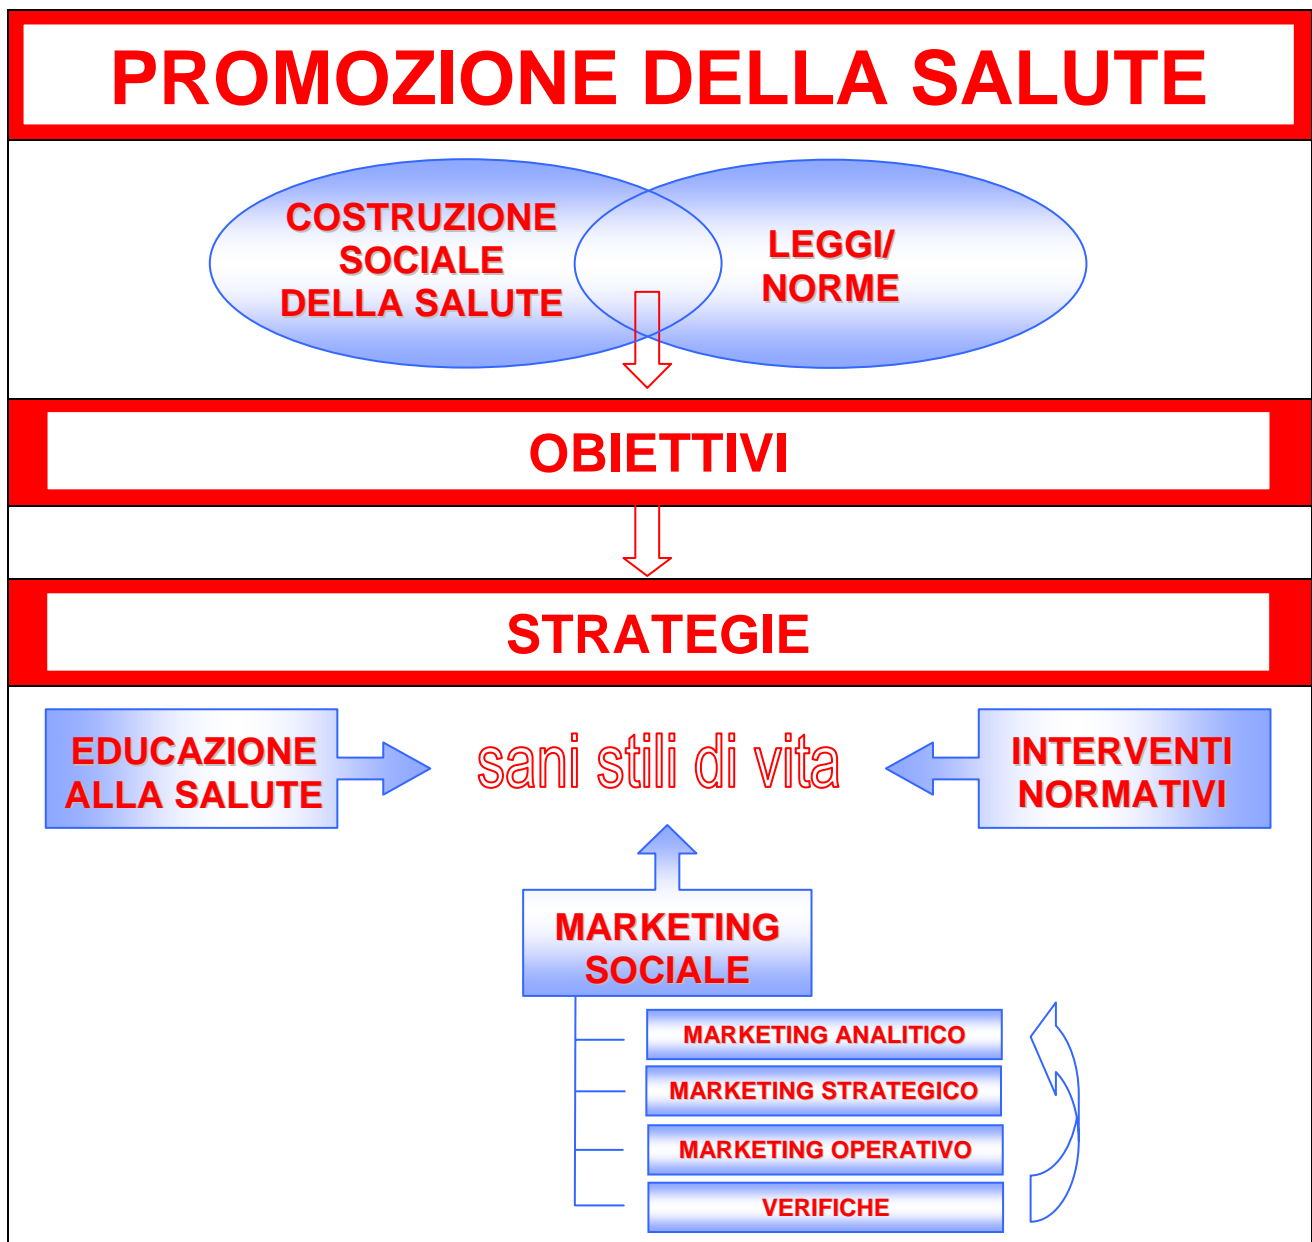 PROMOZIONE DELLA SALUTE
COSTRUZIONE
SOCIALE
DELLA SALUTE
LEGGI/
NORME
OBIETTIVI
STRATEGIE
EDUCAZIONE
ALLA SALUTE
sani stili di vita
INTERVENTI
NORMATIVI
MARKETING
SOCIALE
MARKETING ANALITICO
MARKETING STRATEGICO
MARKETING OPERATIVO
VERIFICHE